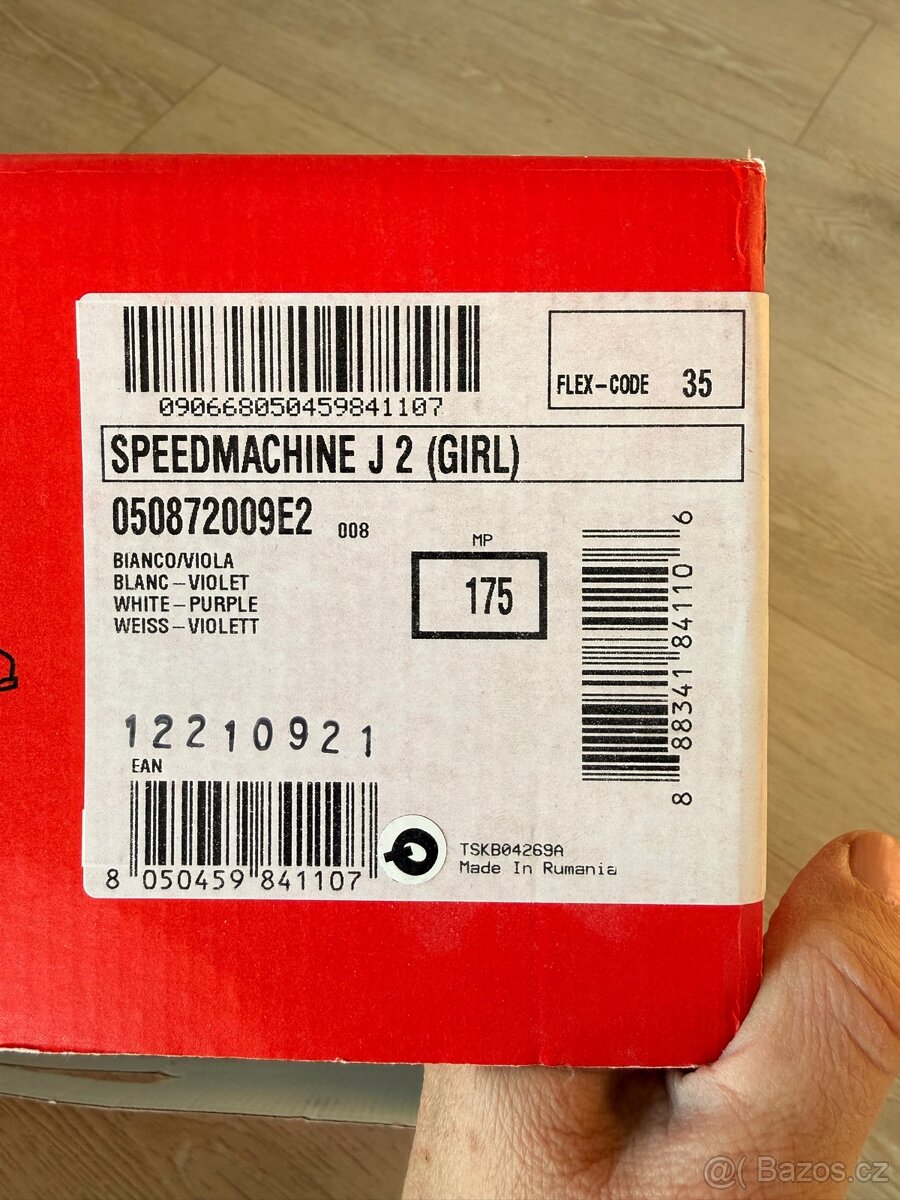 090668050459841107
FLEX-CODE 35
SPEEDMACHINE J 2 (GIRL)
050872009E2 008
BIANCO/VIOLA
BLANC-VIOLET
WHITE-PURPLE
WEISS-VIOLETT
MP
175
8 88341 84110 6
12210921
EAN
8 050459 841107
TSKB04269A
Made In Rumania
@( Bazos.cz